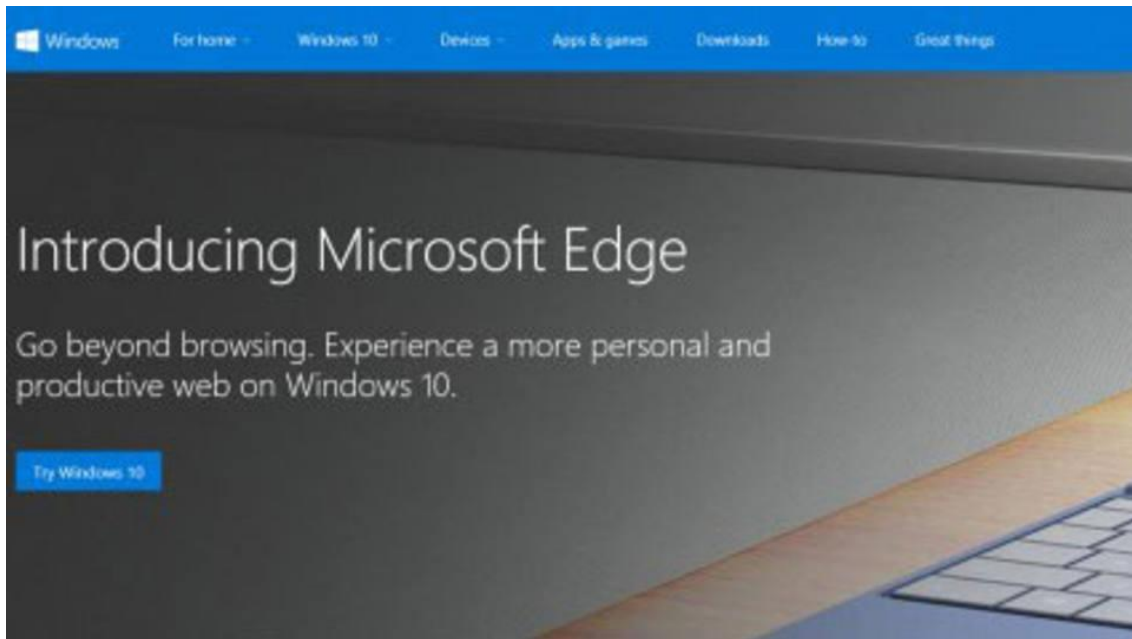 Windows For home Windows 10 Devices Apps & games Downloads How-to Great things
Introducing Microsoft Edge
Go beyond browsing. Experience a more personal and
productive web on Windows 10.
Try Windows 10